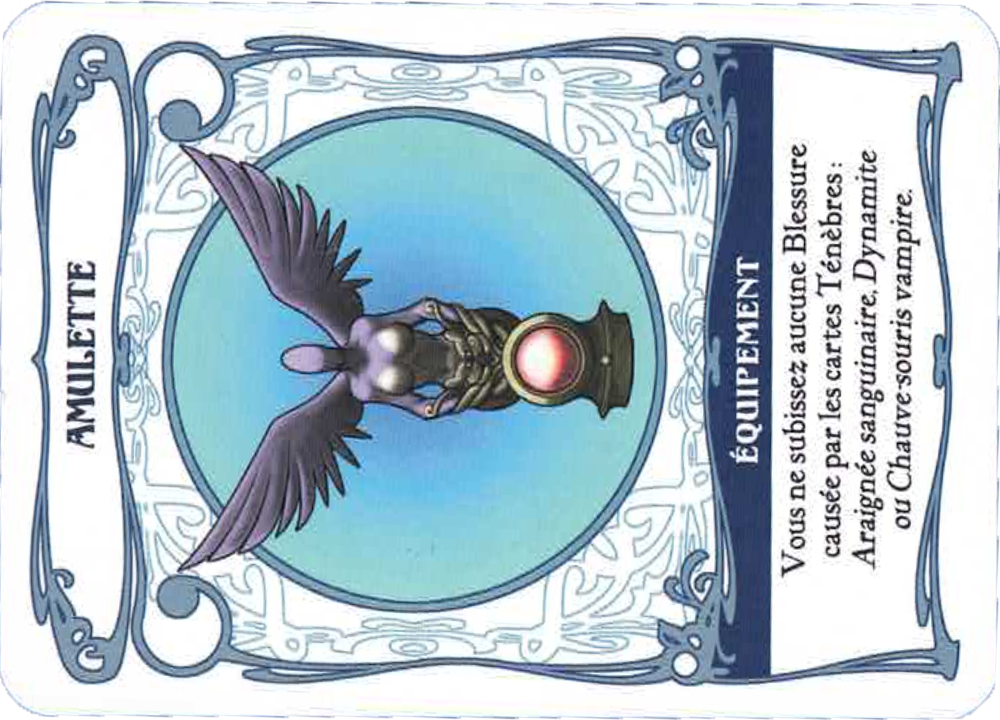 AMULETTE
ÉQUIPEMENT
Vous ne subissez aucune Blessure
causée par les cartes Ténèbres :
Araignée sanguinaire, Dynamite
ou Chauve-souris vampire.